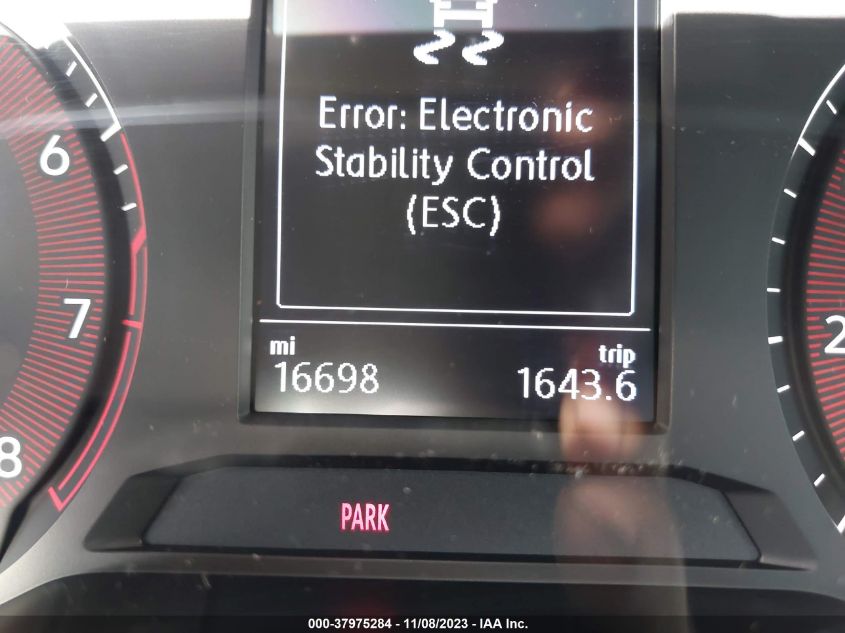 6
7
8
Error: Electronic
Stability Control
(ESC)
mi
trip
16698
1643.6
2
PARK
000-37975284 - 11/08/2023 - IAA Inc.